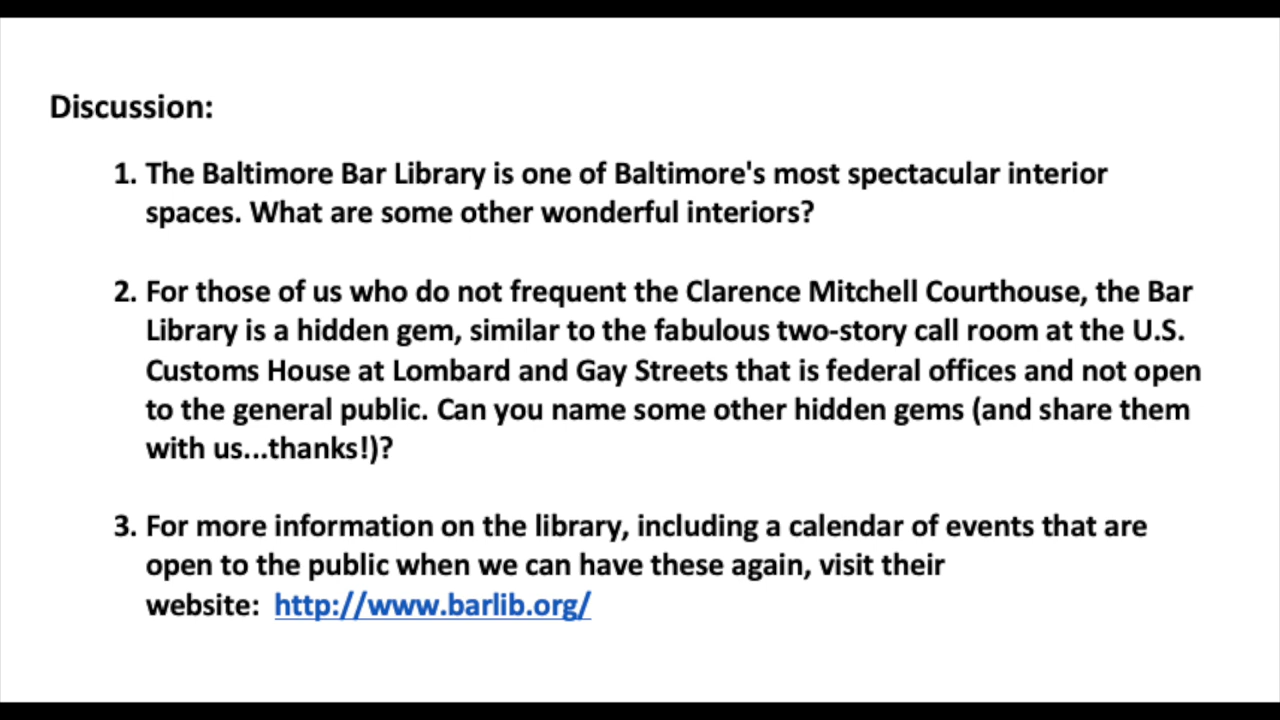 Discussion:
1. The Baltimore Bar Library is one of Baltimore's most spectacular interior
spaces. What are some other wonderful interiors?
2. For those of us who do not frequent the Clarence Mitchell Courthouse, the Bar
Library is a hidden gem, similar to the fabulous two-story call room at the U.S.
Customs House at Lombard and Gay Streets that is federal offices and not open
to the general public. Can you name some other hidden gems (and share them
with us...thanks!)?
3. For more information on the library, including a calendar of events that are
open to the public when we can have these again, visit their
website: http://www.barlib.org/